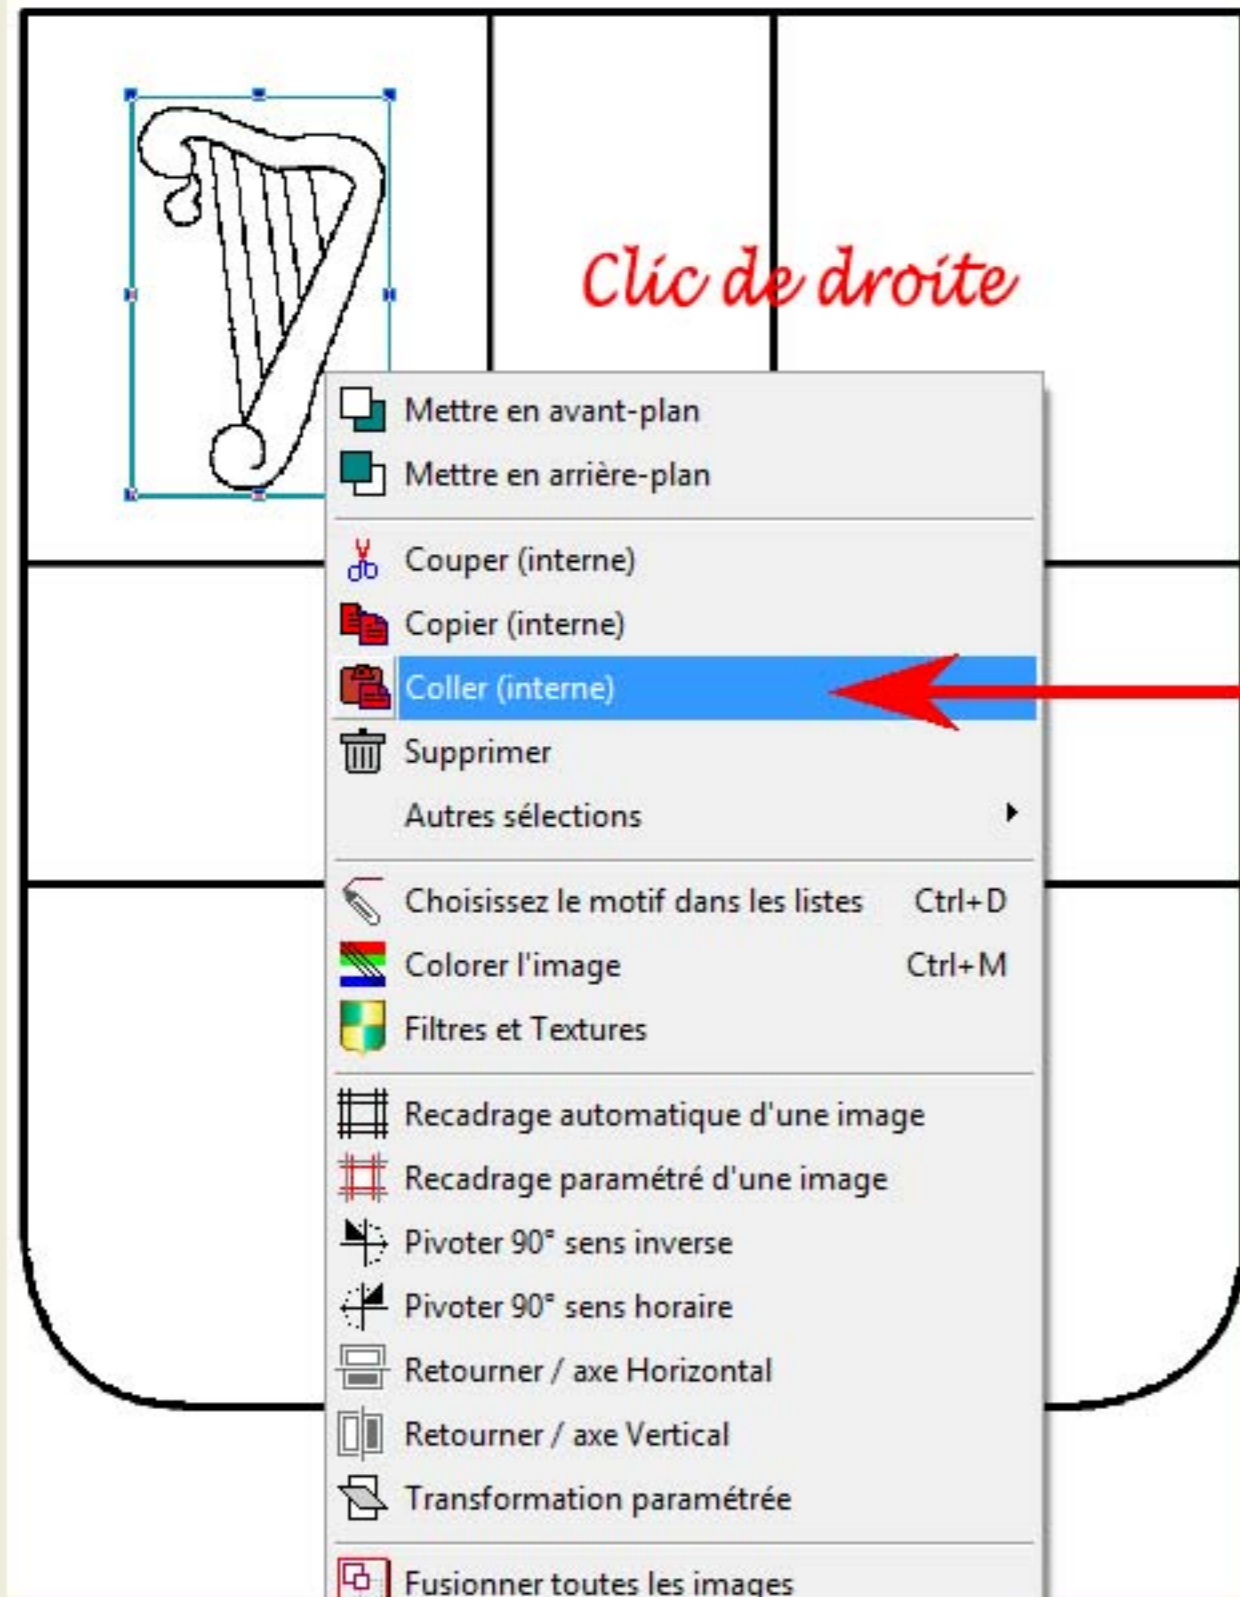 Clic de droite
Mettre en avant-plan
Mettre en arrière-plan
Couper (interne)
Copier (interne)
Coller (interne)
Supprimer
Autres sélections
Choisissez le motif dans les listes Ctrl+D
Colorer l'image Ctrl+M
Filtres et Textures
Recadrage automatique d'une image
Recadrage paramétré d'une image
Pivoter 90° sens inverse
Pivoter 90° sens horaire
Retourner / axe Horizontal
Retourner / axe Vertical
Transformation paramétrée
Fusionner toutes les images